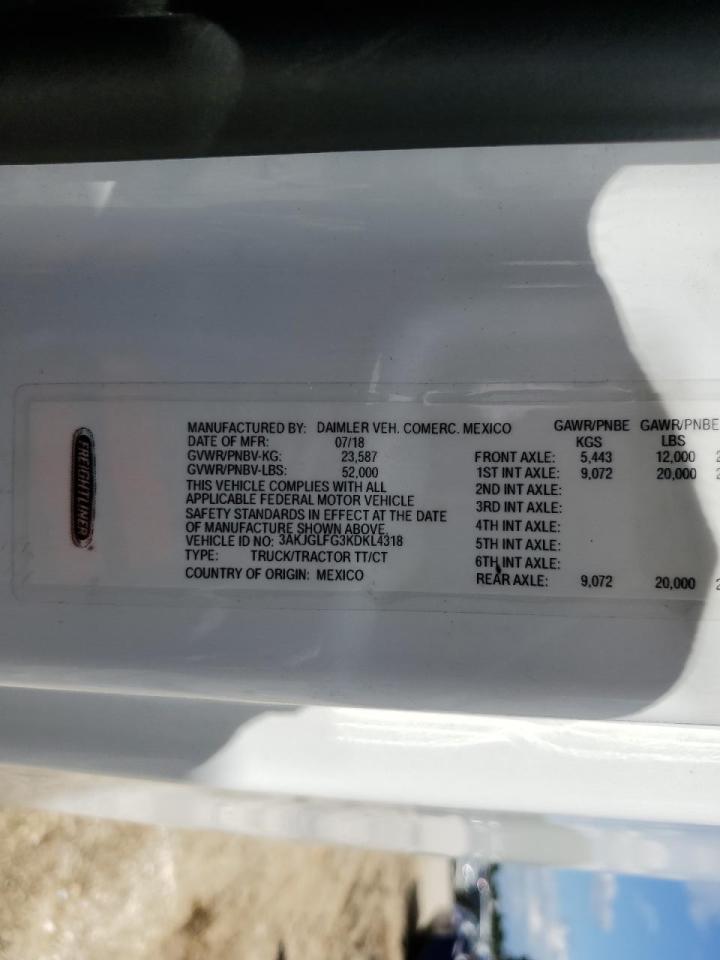 FREIGHTLINER
MANUFACTURED BY: DAIMLER VEH. COMERC. MEXICO
DATE OF MFR: 07/18
GVWR/PNBV-KG: 23,587
GVWR/PNBV-LBS: 52,000
THIS VEHICLE COMPLIES WITH ALL
APPLICABLE FEDERAL MOTOR VEHICLE
SAFETY STANDARDS IN EFFECT AT THE DATE
OF MANUFACTURE SHOWN ABOVE.
VEHICLE ID NO: 3AKJGLFG3KDKL4318
TYPE: TRUCK/TRACTOR TT/CT
COUNTRY OF ORIGIN: MEXICO
GAWR/PNBE GAWR/PNBE
KGS LBS
FRONT AXLE: 5,443 12,000
1ST INT AXLE: 9,072 20,000
2ND INT AXLE:
3RD INT AXLE:
4TH INT AXLE:
5TH INT AXLE:
6TH INT AXLE:
REAR AXLE: 9,072 20,000